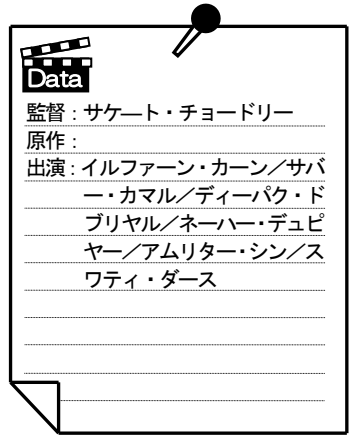 Data
監督：サケ―ト・チョードリー
原作：
出演：イルファーン・カーン／サバ
ー・カマル／ディーパク・ド
ブリヤル／ネーハー・デュピ
ヤー／アムリター・シン／ス
ワティ・ダース